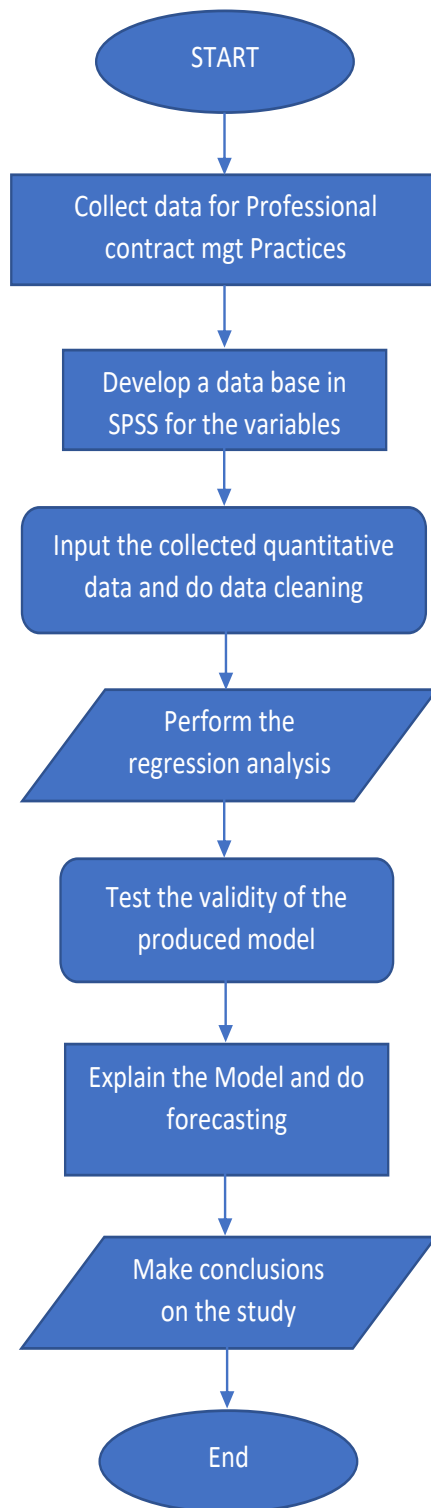 START
Collect data for Professional
contract mgt Practices
Develop a data base in
SPSS for the variables
Input the collected quantitative
data and do data cleaning
Perform the
regression analysis
Test the validity of the
produced model
Explain the Model and do
forecasting
Make conclusions
on the study
End